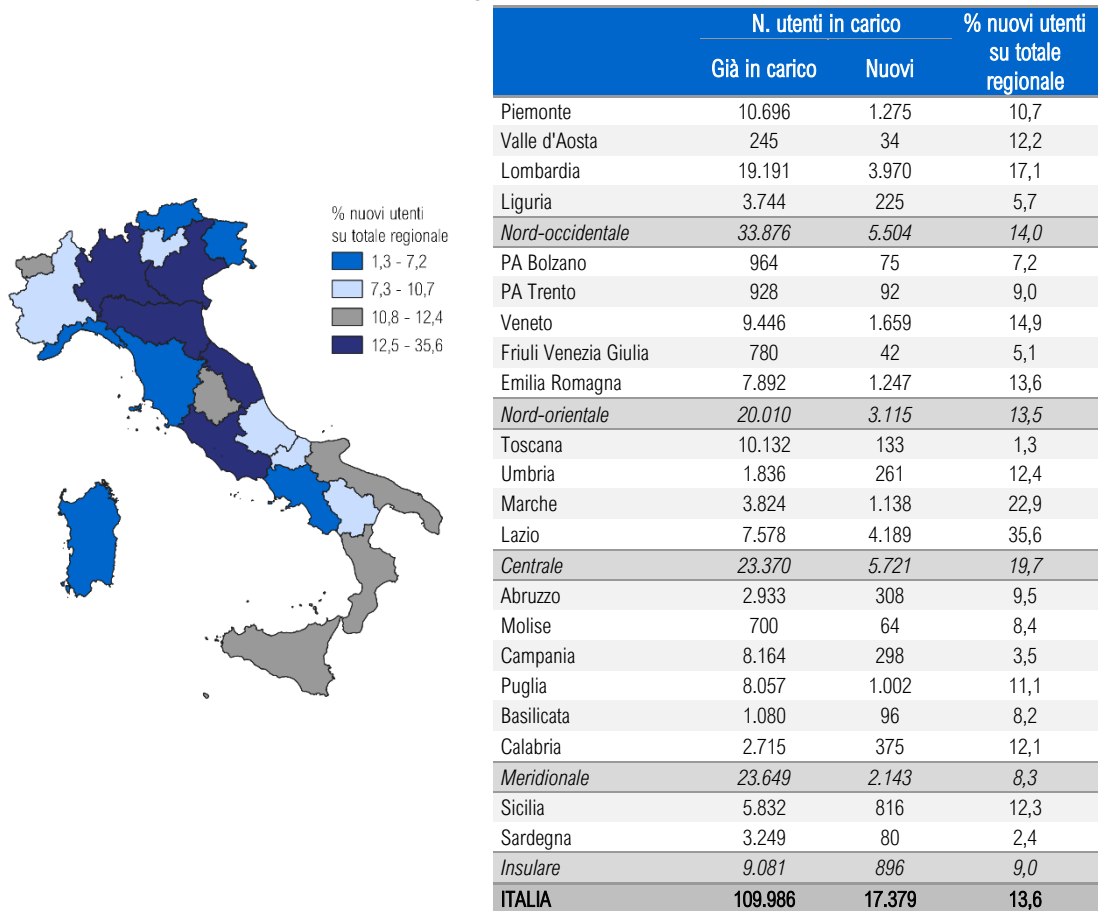 % nuovi utenti
su totale regionale
1,3 - 7,2
7,3 - 10,7
10,8 - 12,4
12,5 - 35,6
N. utenti in carico % nuovi utenti su totale regionale
Già in carico Nuovi
Piemonte 10.696 1.275 10,7
Valle d'Aosta 245 34 12,2
Lombardia 19.191 3.970 17,1
Liguria 3.744 225 5,7
Nord-occidentale 33.876 5.504 14,0
PA Bolzano 964 75 7,2
PA Trento 928 92 9,0
Veneto 9.446 1.659 14,9
Friuli Venezia Giulia 780 42 5,1
Emilia Romagna 7.892 1.247 13,6
Nord-orientale 20.010 3.115 13,5
Toscana 10.132 133 1,3
Umbria 1.836 261 12,4
Marche 3.824 1.138 22,9
Lazio 7.578 4.189 35,6
Centrale 23.370 5.721 19,7
Abruzzo 2.933 308 9,5
Molise 700 64 8,4
Campania 8.164 298 3,5
Puglia 8.057 1.002 11,1
Basilicata 1.080 96 8,2
Calabria 2.715 375 12,1
Meridionale 23.649 2.143 8,3
Sicilia 5.832 816 12,3
Sardegna 3.249 80 2,4
Insulare 9.081 896 9,0
ITALIA 109.986 17.379 13,6